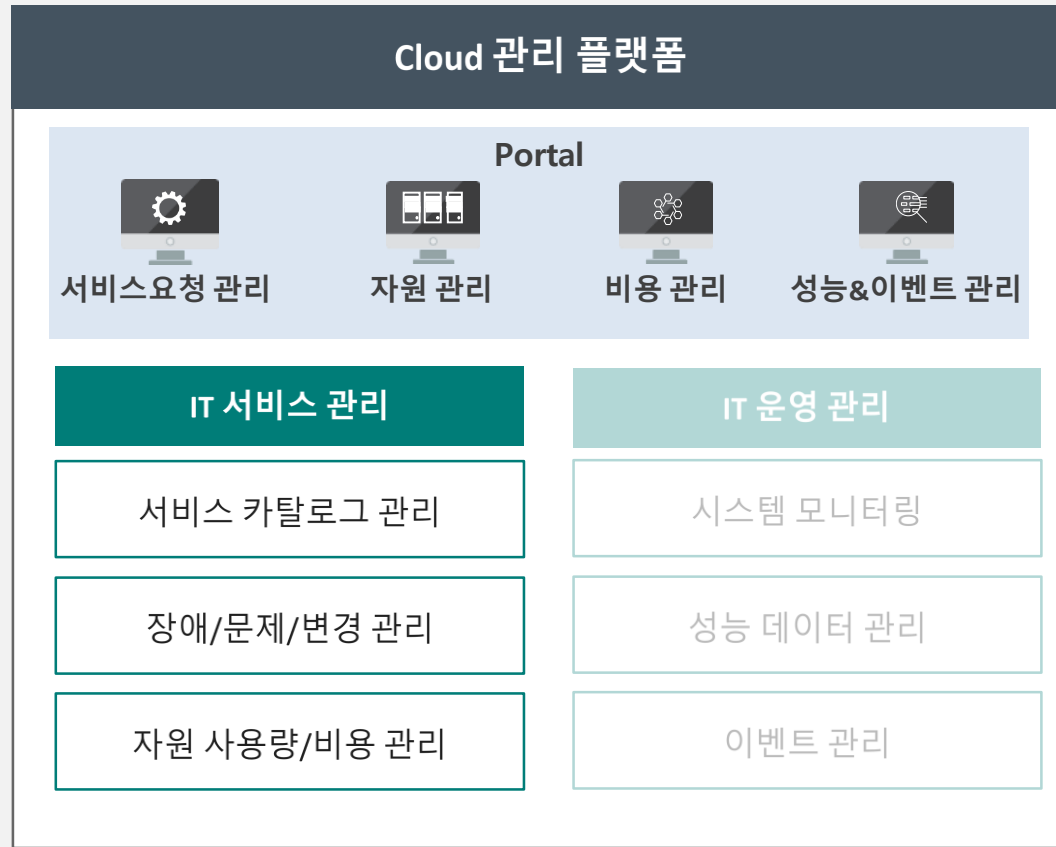 Cloud 관리 플랫폼
Portal
서비스요청 관리
자원 관리
비용 관리
성능&이벤트 관리
IT 서비스 관리
IT 운영 관리
서비스 카탈로그 관리
시스템 모니터링
장애/문제/변경 관리
성능 데이터 관리
자원 사용량/비용 관리
이벤트 관리